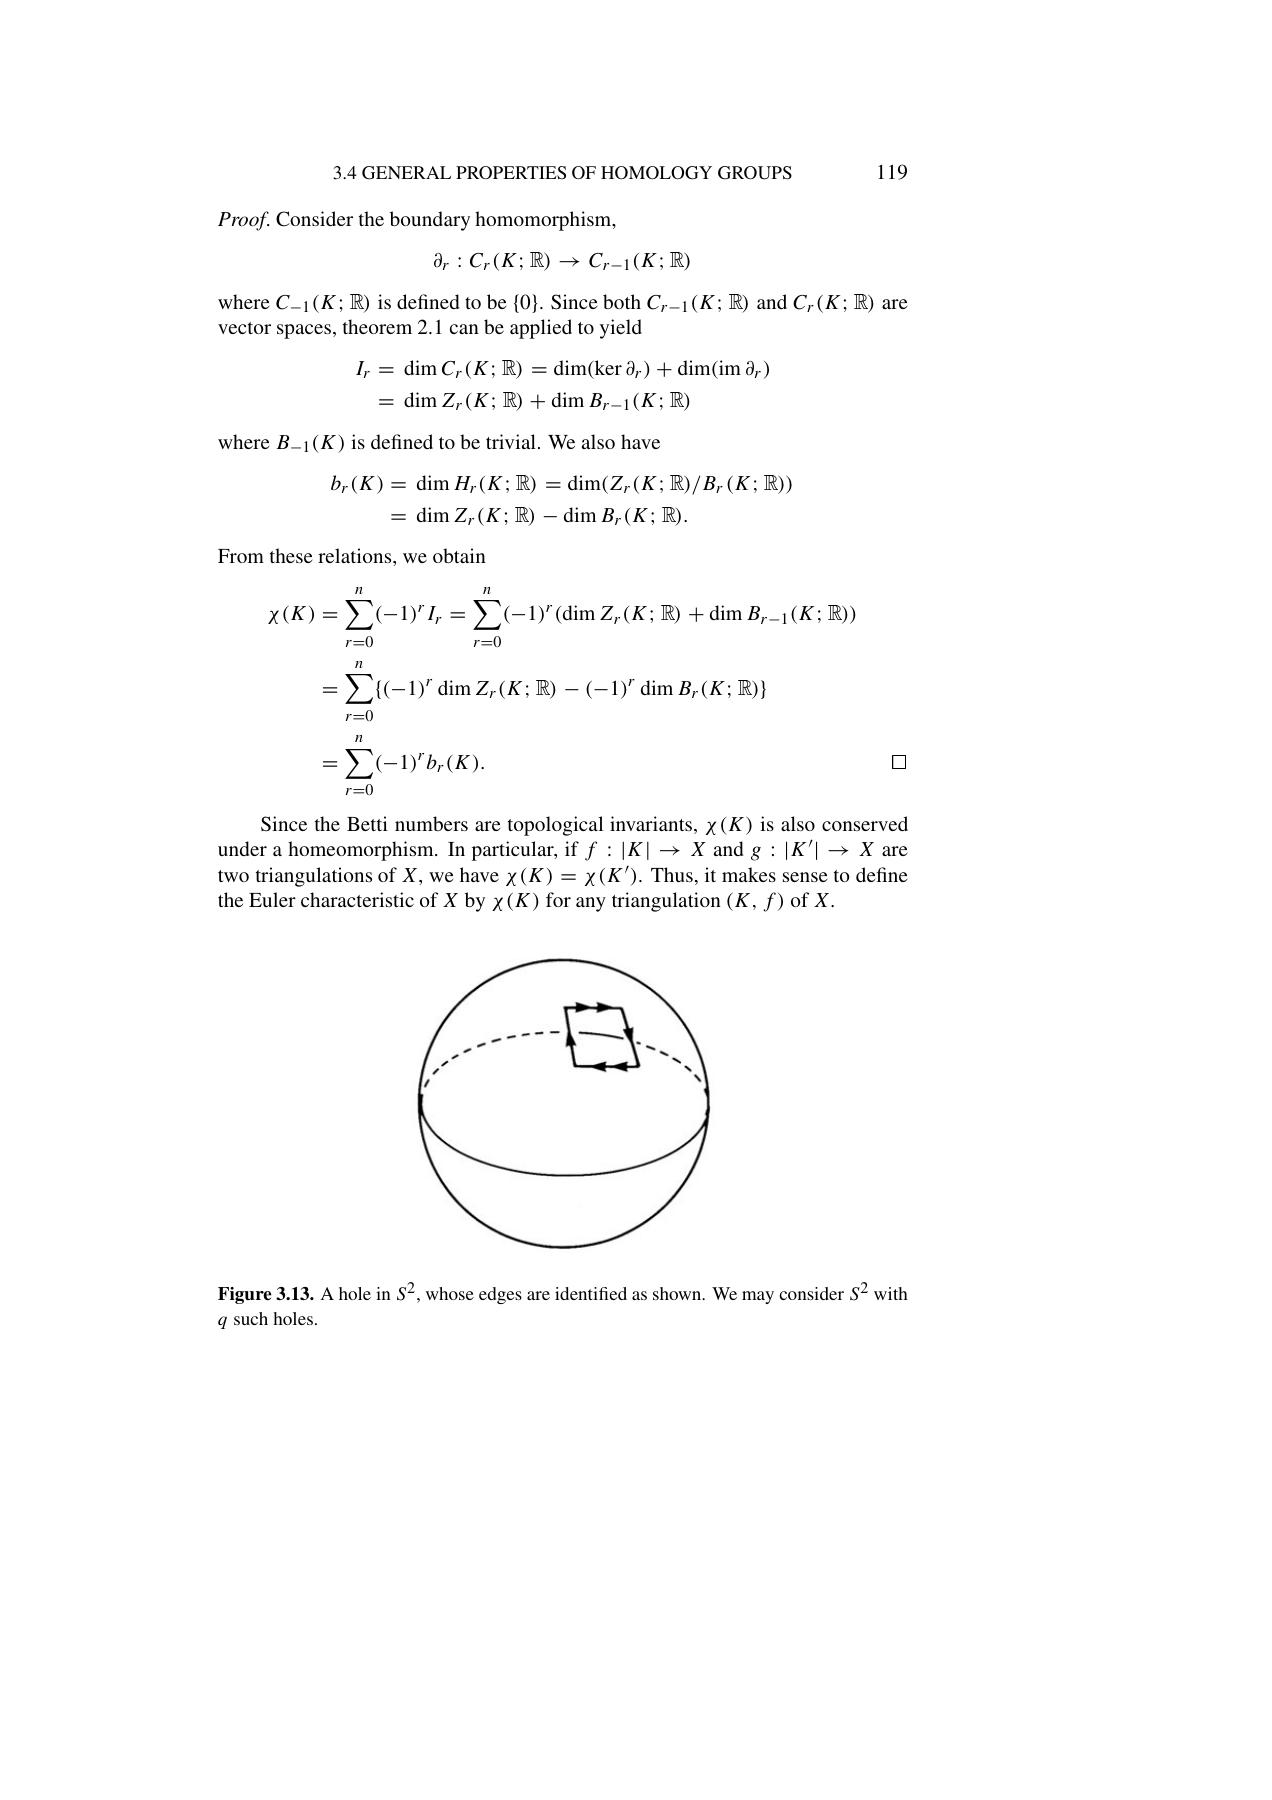 3.4 GENERAL PROPERTIES OF HOMOLOGY GROUPS 119
Proof. Consider the boundary homomorphism,
∂_r : C_r(K; ℝ) → C_{r−1}(K; ℝ)
where C_{−1}(K; ℝ) is defined to be {0}. Since both C_{r−1}(K; ℝ) and C_r(K; ℝ) are
vector spaces, theorem 2.1 can be applied to yield
I_r = dim C_r(K; ℝ) = dim(ker ∂_r) + dim(im ∂_r)
= dim Z_r(K; ℝ) + dim B_{r−1}(K; ℝ)
where B_{−1}(K) is defined to be trivial. We also have
b_r(K) = dim H_r(K; ℝ) = dim(Z_r(K; ℝ)/B_r(K; ℝ))
= dim Z_r(K; ℝ) − dim B_r(K; ℝ).
From these relations, we obtain
χ(K) = ∑_{r=0}^{n} (−1)^r I_r = ∑_{r=0}^{n} (−1)^r (dim Z_r(K; ℝ) + dim B_{r−1}(K; ℝ))
= ∑_{r=0}^{n} {(−1)^r dim Z_r(K; ℝ) − (−1)^r dim B_r(K; ℝ)}
= ∑_{r=0}^{n} (−1)^r b_r(K). □
Since the Betti numbers are topological invariants, χ(K) is also conserved
under a homeomorphism. In particular, if f : |K| → X and g : |K′| → X are
two triangulations of X, we have χ(K) = χ(K′). Thus, it makes sense to define
the Euler characteristic of X by χ(K) for any triangulation (K, f) of X.
Figure 3.13. A hole in S², whose edges are identified as shown. We may consider S² with
q such holes.